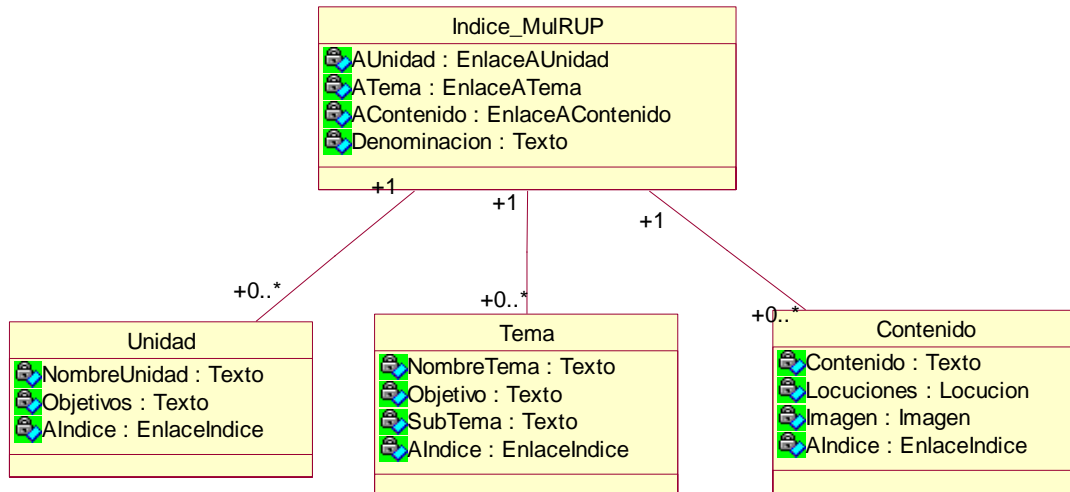 Indice_MulRUP
AUnidad : EnlaceAUnidad
ATema : EnlaceATema
AContenido : EnlaceAContenido
Denominacion : Texto
+1
+1
+1
+0..*
+0..*
+0..*
Unidad
NombreUnidad : Texto
Objetivos : Texto
AIndice : EnlaceIndice
Tema
NombreTema : Texto
Objetivo : Texto
SubTema : Texto
AIndice : EnlaceIndice
Contenido
Contenido : Texto
Locuciones : Locucion
Imagen : Imagen
AIndice : EnlaceIndice